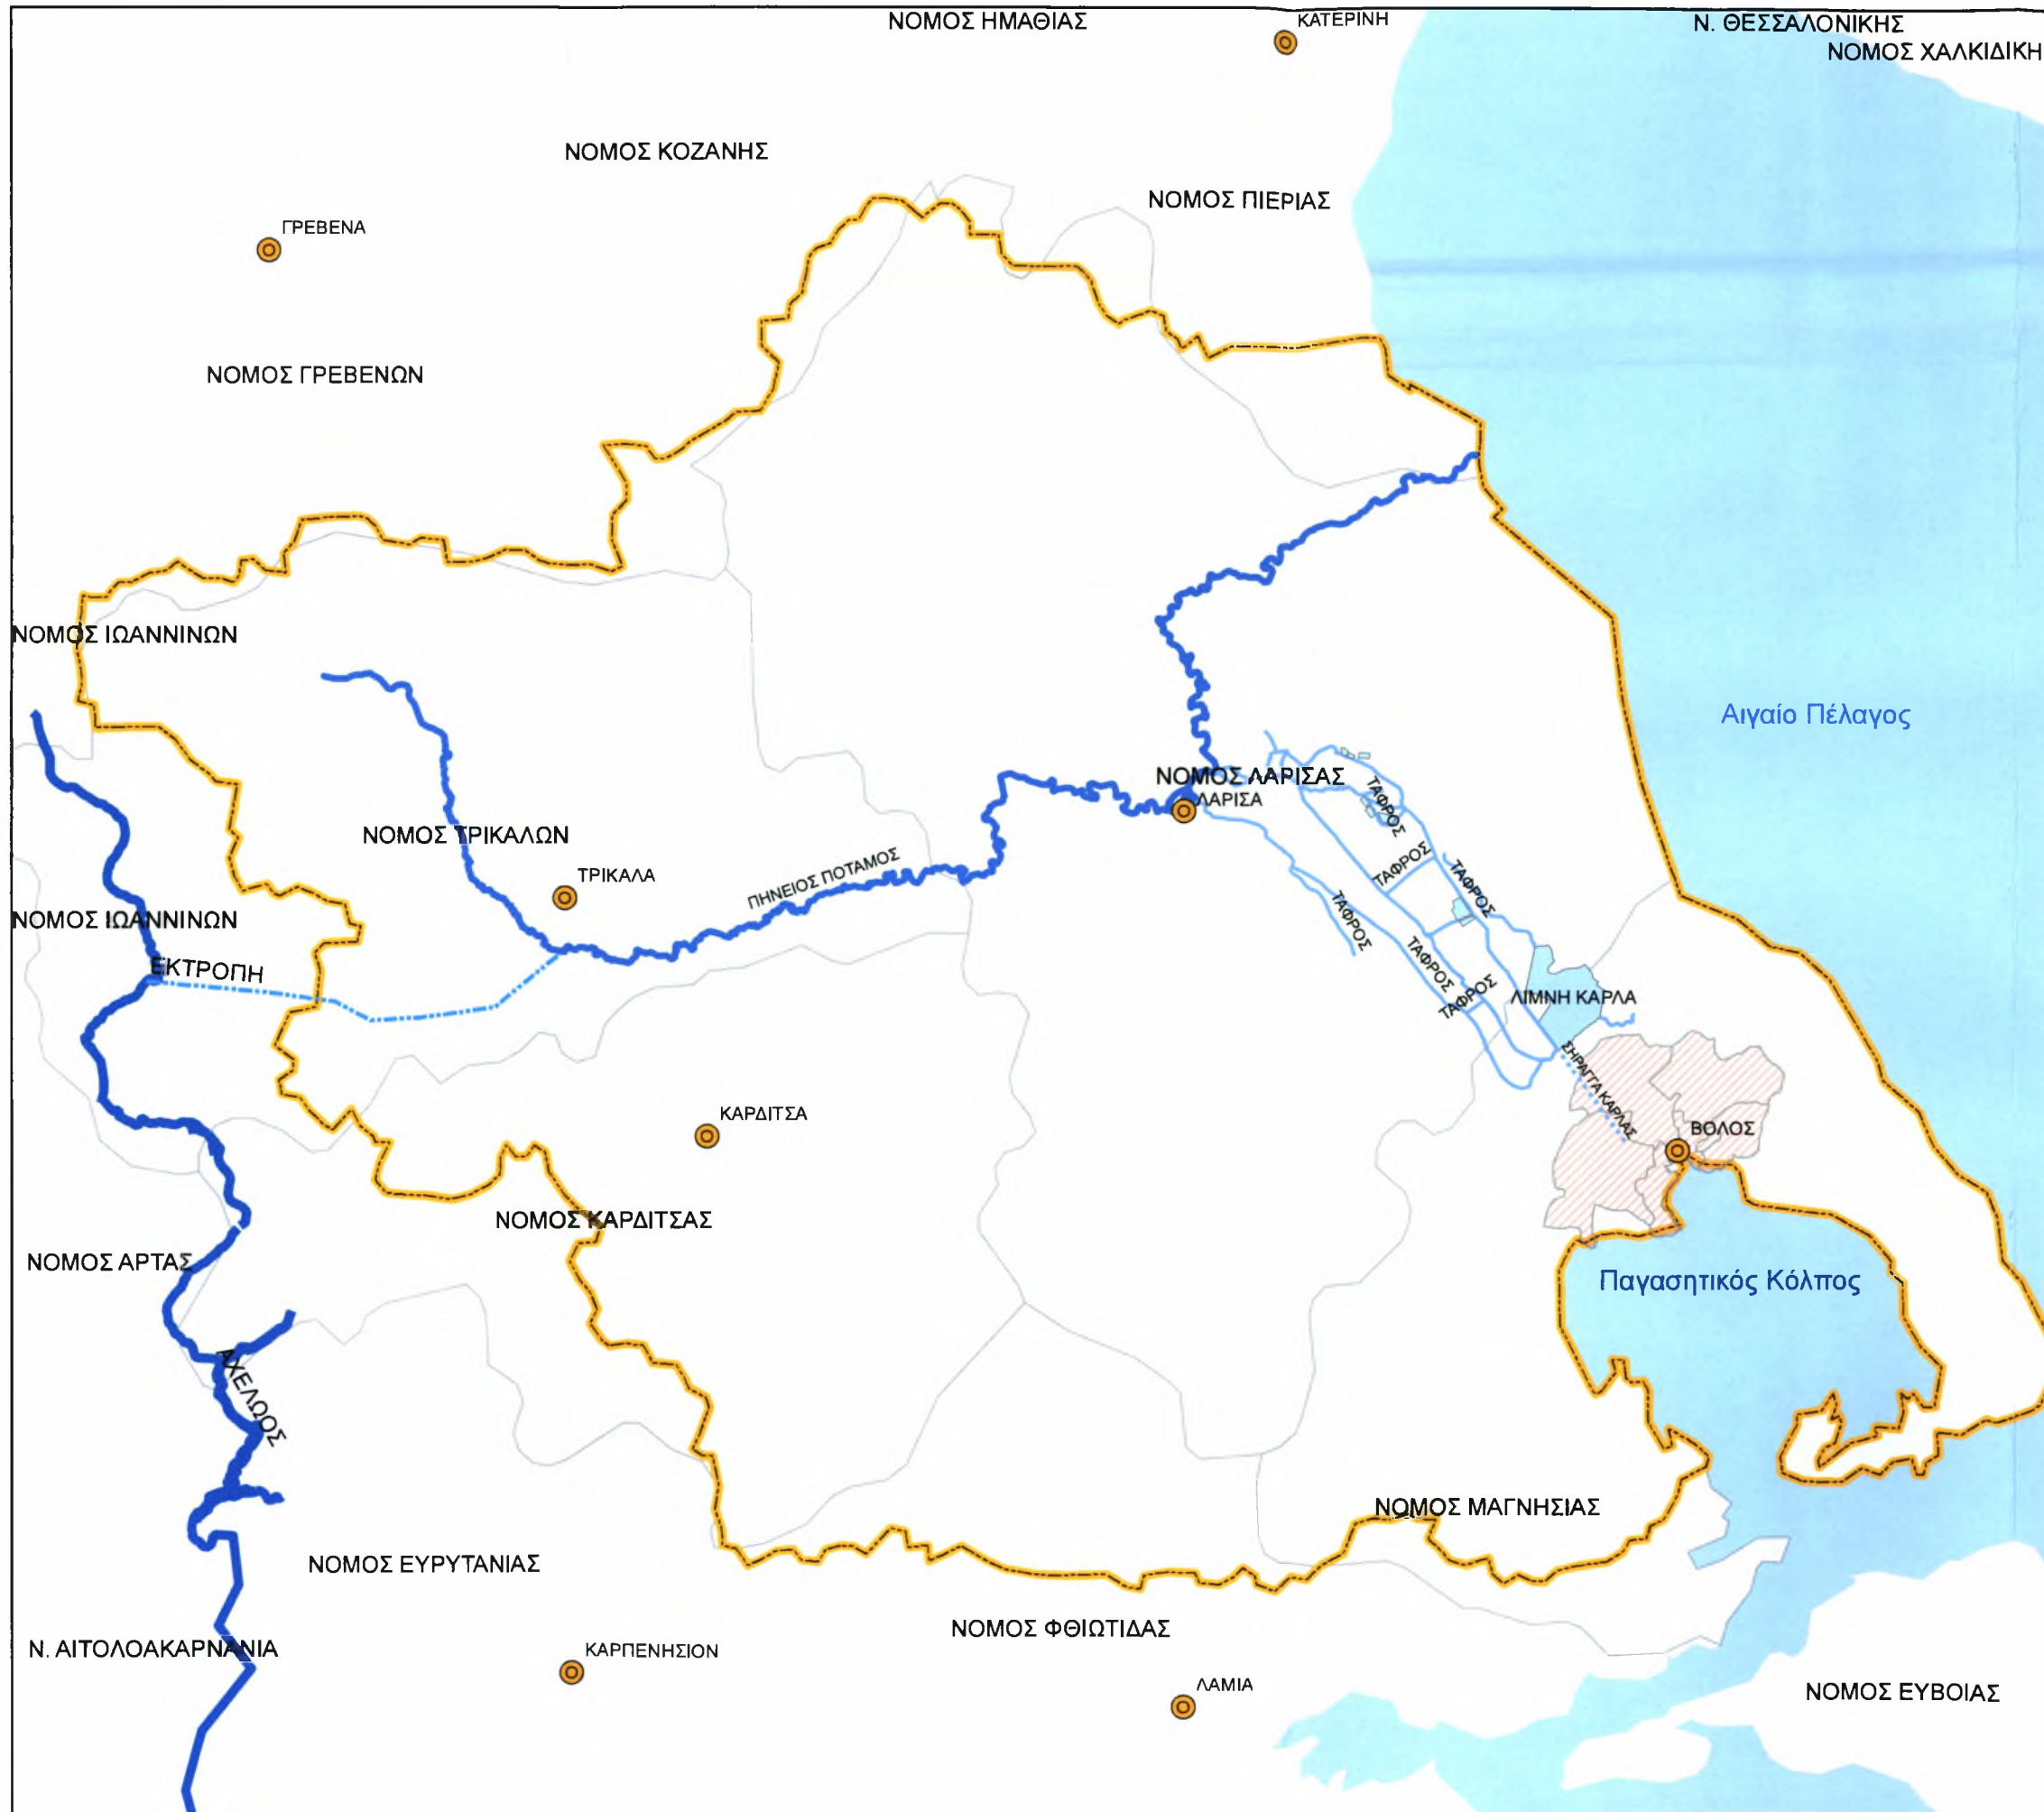 ΝΟΜΟΣ ΗΜΑΘΙΑΣ
ΚΑΤΕΡΙΝΗ
Ν. ΘΕΣΣΑΛΟΝΙΚΗΣ
ΝΟΜΟΣ ΧΑΛΚΙΔΙΚΗ
ΝΟΜΟΣ ΚΟΖΑΝΗΣ
ΝΟΜΟΣ ΠΙΕΡΙΑΣ
ΓΡΕΒΕΝΑ
ΝΟΜΟΣ ΓΡΕΒΕΝΩΝ
ΝΟΜΟΣ ΙΩΑΝΝΙΝΩΝ
Αιγαίο Πέλαγος
ΝΟΜΟΣ ΛΑΡΙΣΑΣ
ΛΑΡΙΣΑ
ΤΑΦΡΟΣ
ΝΟΜΟΣ ΤΡΙΚΑΛΩΝ
ΤΡΙΚΑΛΑ
ΠΗΝΕΙΟΣ ΠΟΤΑΜΟΣ
ΤΑΦΡΟΣ
ΤΑΦΡΟΣ
ΤΑΦΡΟΣ
ΝΟΜΟΣ ΙΩΑΝΝΙΝΩΝ
ΕΚΤΡΟΠΗ
ΤΑΦΡΟΣ
ΤΑΦΡΟΣ
ΛΙΜΝΗ ΚΑΡΛΑ
ΣΗΡΑΓΓΑ ΚΑΡΛΑΣ
ΚΑΡΔΙΤΣΑ
ΒΟΛΟΣ
ΝΟΜΟΣ ΚΑΡΔΙΤΣΑΣ
ΝΟΜΟΣ ΑΡΤΑΣ
Παγασητικός Κόλπος
ΑΧΕΛΩΟΣ
ΝΟΜΟΣ ΜΑΓΝΗΣΙΑΣ
ΝΟΜΟΣ ΕΥΡΥΤΑΝΙΑΣ
ΝΟΜΟΣ ΦΘΙΩΤΙΔΑΣ
Ν. ΑΙΤΟΛΟΑΚΑΡΝΑΝΙΑ
ΚΑΡΠΕΝΗΣΙΟΝ
ΛΑΜΙΑ
ΝΟΜΟΣ ΕΥΒΟΙΑΣ